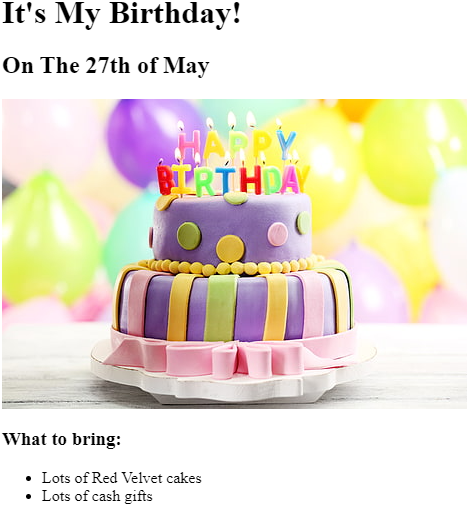 It's My Birthday!
On The 27th of May
HAPPY
BIRTHDAY
What to bring:
Lots of Red Velvet cakes
Lots of cash gifts